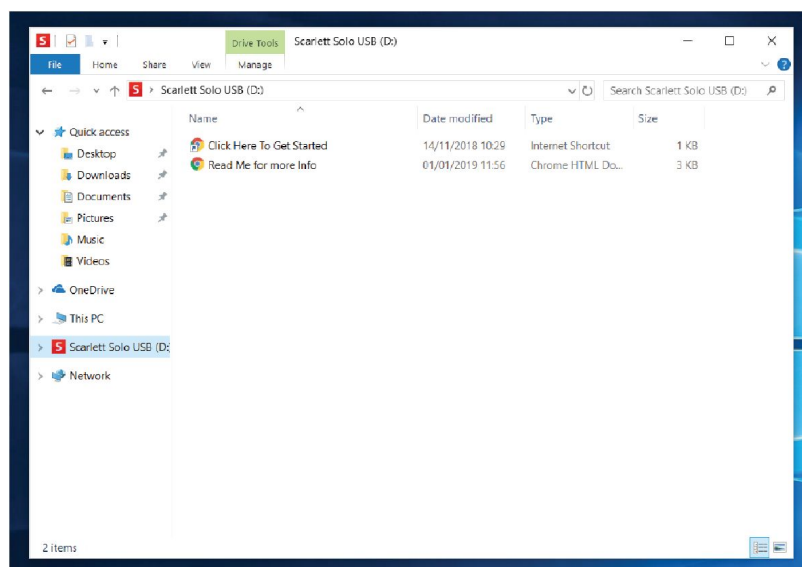 S Drive Tools Scarlett Solo USB (D:)
File Home Share View Manage
S > Scarlett Solo USB (D:) Search Scarlett Solo USB (D:)
Name Date modified Type Size
Quick access
Click Here To Get Started 14/11/2018 10:29 Internet Shortcut 1 KB
Desktop
Read Me for more Info 01/01/2019 11:56 Chrome HTML Do... 3 KB
Downloads
Documents
Pictures
Music
Videos
OneDrive
This PC
S Scarlett Solo USB (D:
Network
2 items